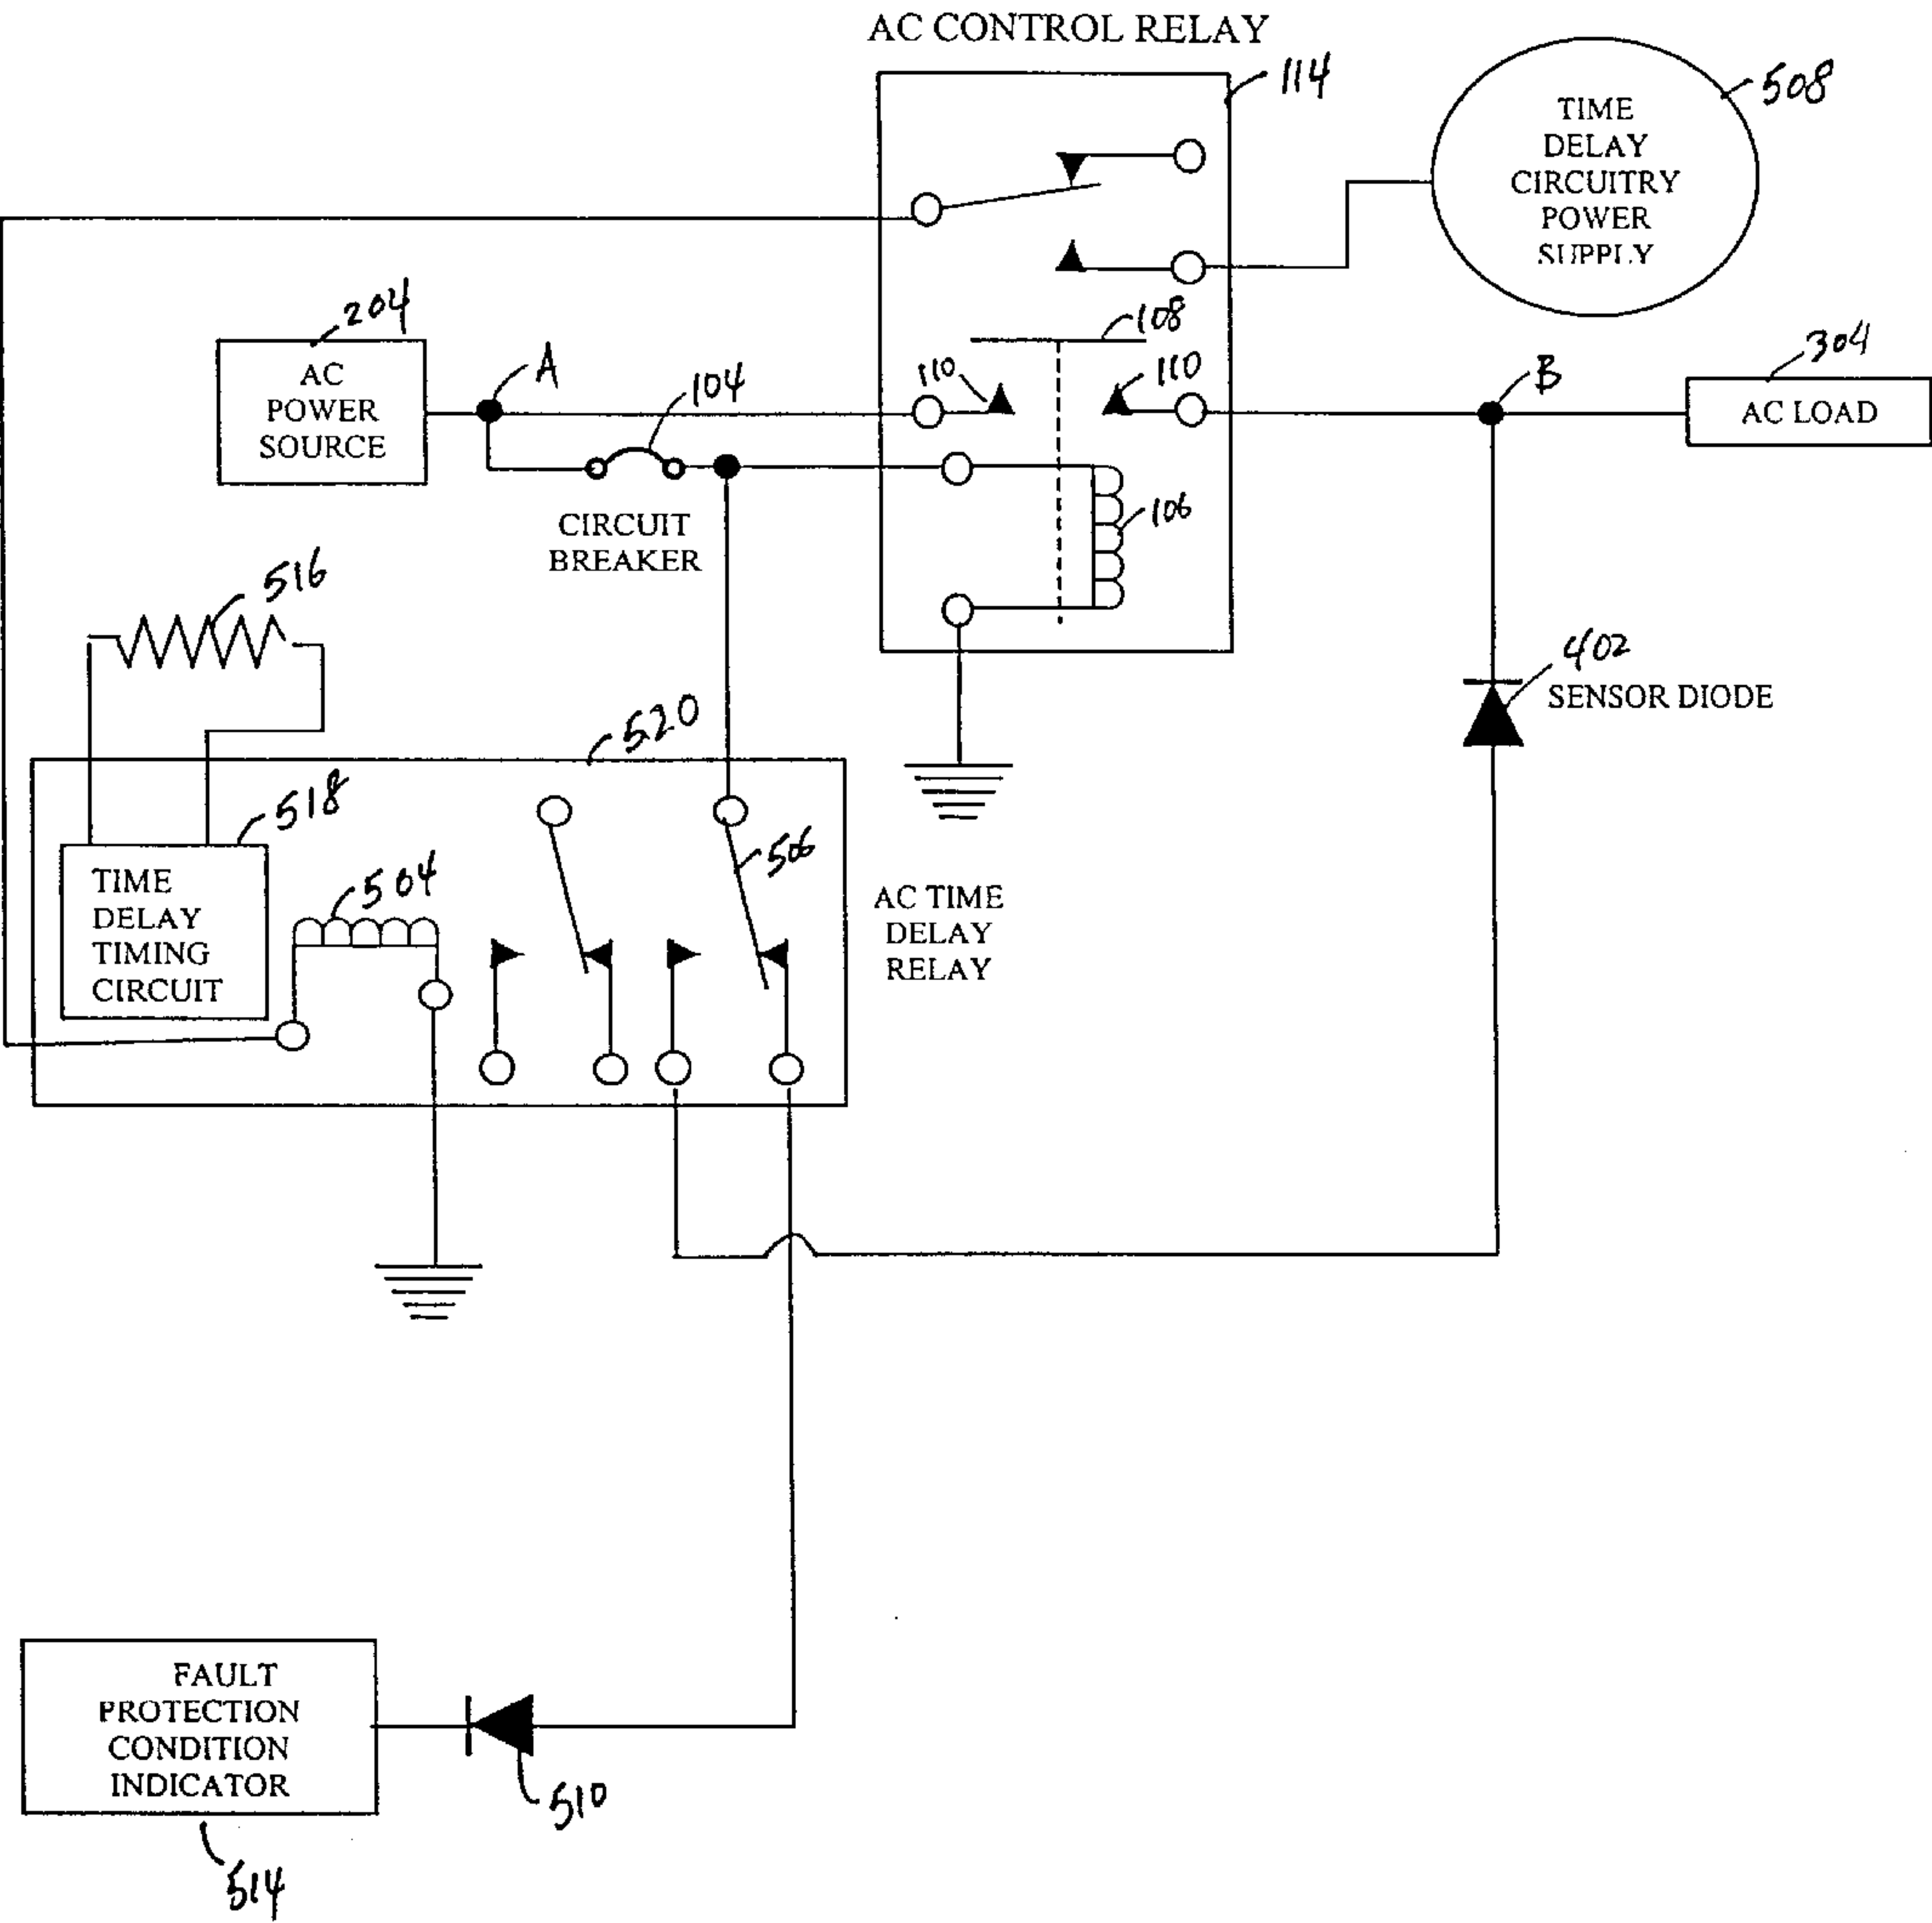 AC CONTROL RELAY
114
508
TIME
DELAY
CIRCUITRY
POWER
SUPPLY
204
AC
POWER
SOURCE
A
104
108
110
110
B
304
AC LOAD
CIRCUIT
BREAKER
106
516
402
SENSOR DIODE
520
518
TIME
DELAY
TIMING
CIRCUIT
504
506
AC TIME
DELAY
RELAY
FAULT
PROTECTION
CONDITION
INDICATOR
510
514